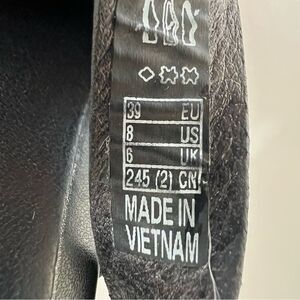 39 EU
8 US
6 UK
245 (2) CN
MADE IN
VIETNAM